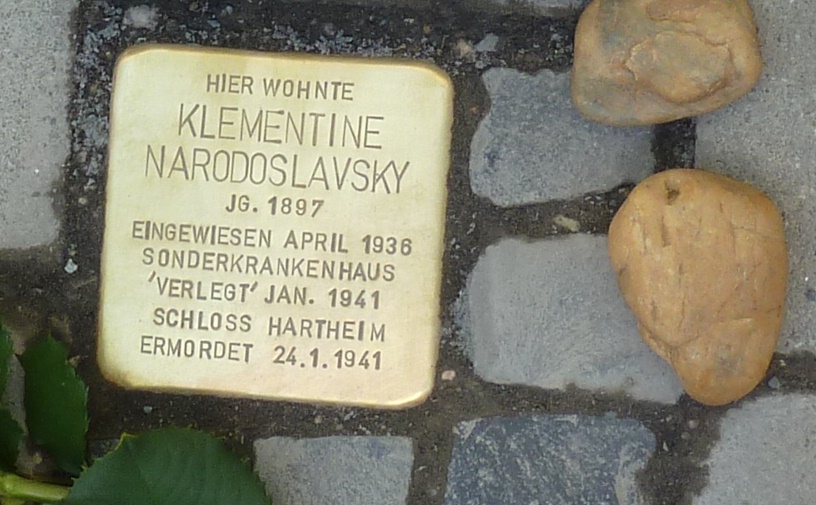 HIER WOHNTE
KLEMENTINE
NARODOSLAVSKY
JG. 1897
EINGEWIESEN APRIL 1936
SONDERKRANKENHAUS
'VERLEGT' JAN. 1941
SCHLOSS HARTHEIM
ERMORDET 24.1.1941